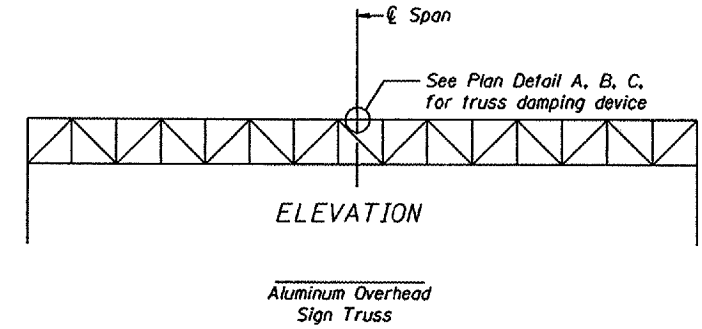 ℄ Span
See Plan Detail A, B, C,
for truss damping device
ELEVATION
Aluminum Overhead
Sign Truss